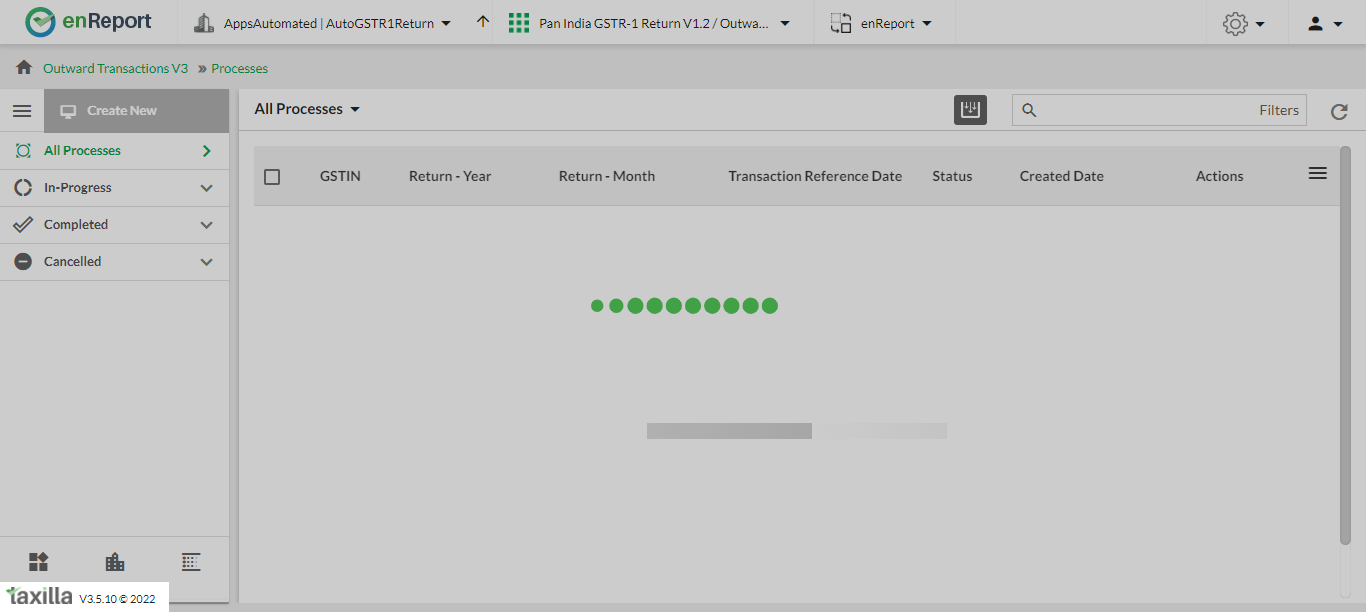 enReport
AppsAutomated | AutoGSTR1Return
Pan India GSTR-1 Return V1.2 / Outwa...
enReport
Outward Transactions V3 » Processes
Create New
All Processes
In-Progress
Completed
Cancelled
All Processes
Filters
GSTIN Return - Year Return - Month Transaction Reference Date Status Created Date Actions
taxilla V3.5.10 © 2022